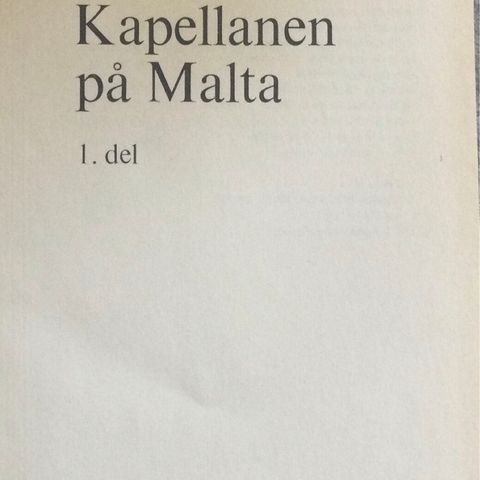 Kapellanen
på Malta
1. del